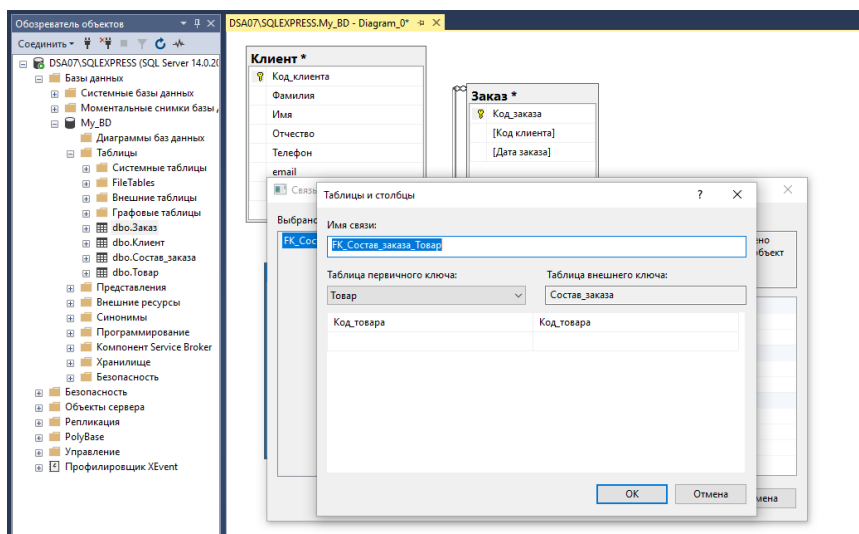 Обозреватель объектов
Соединить
DSA07\SQLEXPRESS (SQL Server 14.0.20
Базы данных
Системные базы данных
Моментальные снимки базы
My_BD
Диаграммы баз данных
Таблицы
Системные таблицы
FileTables
Внешние таблицы
Графовые таблицы
dbo.Заказ
dbo.Клиент
dbo.Состав_заказа
dbo.Товар
Представления
Внешние ресурсы
Синонимы
Программирование
Компонент Service Broker
Хранилище
Безопасность
Безопасность
Объекты сервера
Репликация
PolyBase
Управление
Профилировщик XEvent
DSA07\SQLEXPRESS.My_BD - Diagram_0*
Клиент *
Код_клиента
Фамилия
Имя
Отчество
Телефон
email
Заказ *
Код_заказа
[Код клиента]
[Дата заказа]
Связь
Выбрано
FK_Сос
Таблицы и столбцы
?
Имя связи:
FK_Состав_заказа_Товар
Таблица первичного ключа:
Таблица внешнего ключа:
Товар
Состав_заказа
Код_товара
Код_товара
OK
Отмена
ено
объект
мена